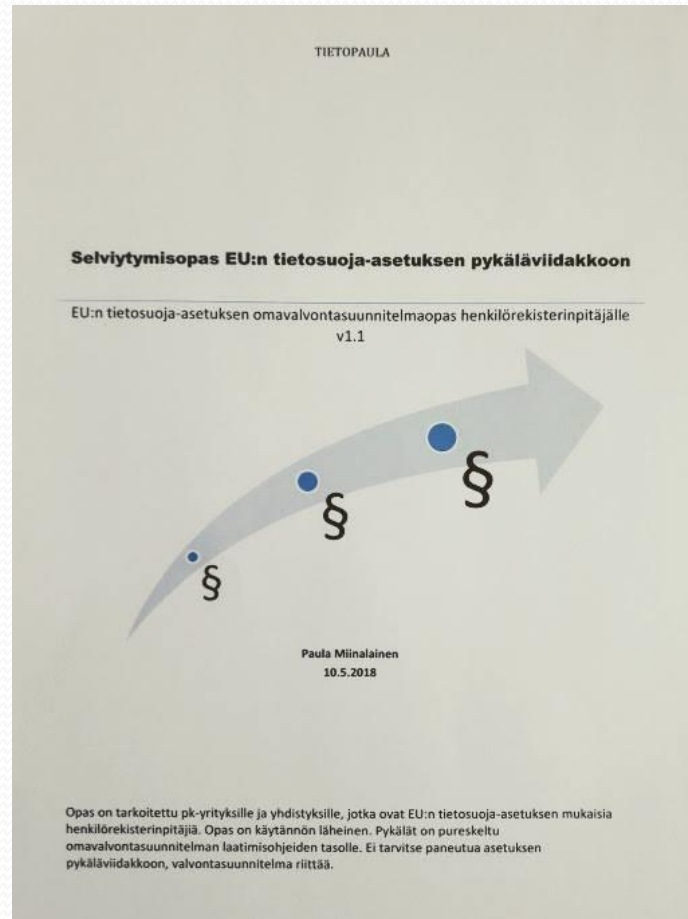 TIETOPAULA
Selviytymisopas EU:n tietosuoja-asetuksen pykäläviidakkoon
EU:n tietosuoja-asetuksen omavalvontasuunnitelmaopas henkilörekisterinpitäjälle
v1.1
§
§
§
Paula Miinalainen
10.5.2018
Opas on tarkoitettu pk-yrityksille ja yhdistyksille, jotka ovat EU:n tietosuoja-asetuksen mukaisia
henkilörekisterinpitäjiä. Opas on käytännön läheinen. Pykälät on pureskeltu
omavalvontasuunnitelman laatimisohjeiden tasolle. Ei tarvitse paneutua asetuksen
pykäläviidakkoon, valvontasuunnitelma riittää.